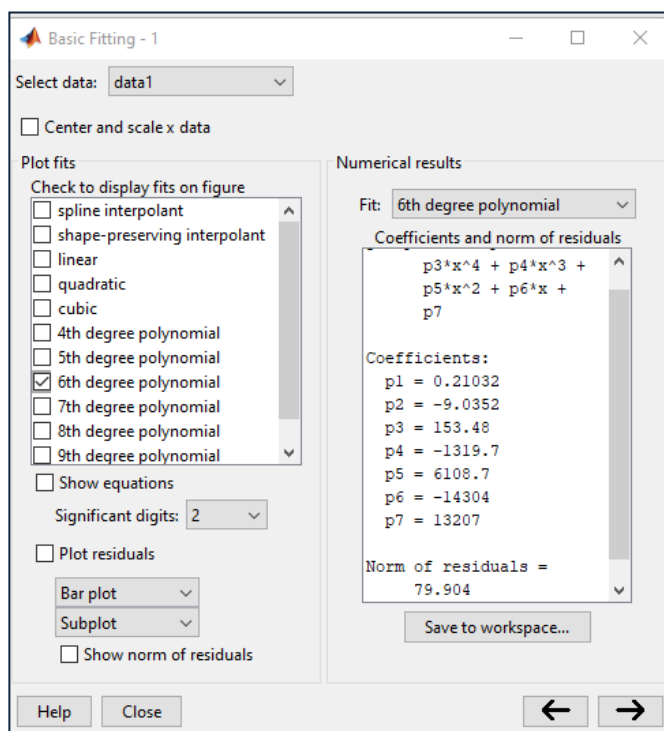 Basic Fitting - 1
Select data: data1
Center and scale x data
Plot fits
Check to display fits on figure
spline interpolant
shape-preserving interpolant
linear
quadratic
cubic
4th degree polynomial
5th degree polynomial
6th degree polynomial
7th degree polynomial
8th degree polynomial
9th degree polynomial
Show equations
Significant digits: 2
Plot residuals
Bar plot
Subplot
Show norm of residuals
Numerical results
Fit: 6th degree polynomial
Coefficients and norm of residuals
p3*x^4 + p4*x^3 +
p5*x^2 + p6*x +
p7
Coefficients:
p1 = 0.21032
p2 = -9.0352
p3 = 153.48
p4 = -1319.7
p5 = 6108.7
p6 = -14304
p7 = 13207
Norm of residuals =
79.904
Save to workspace...
Help
Close